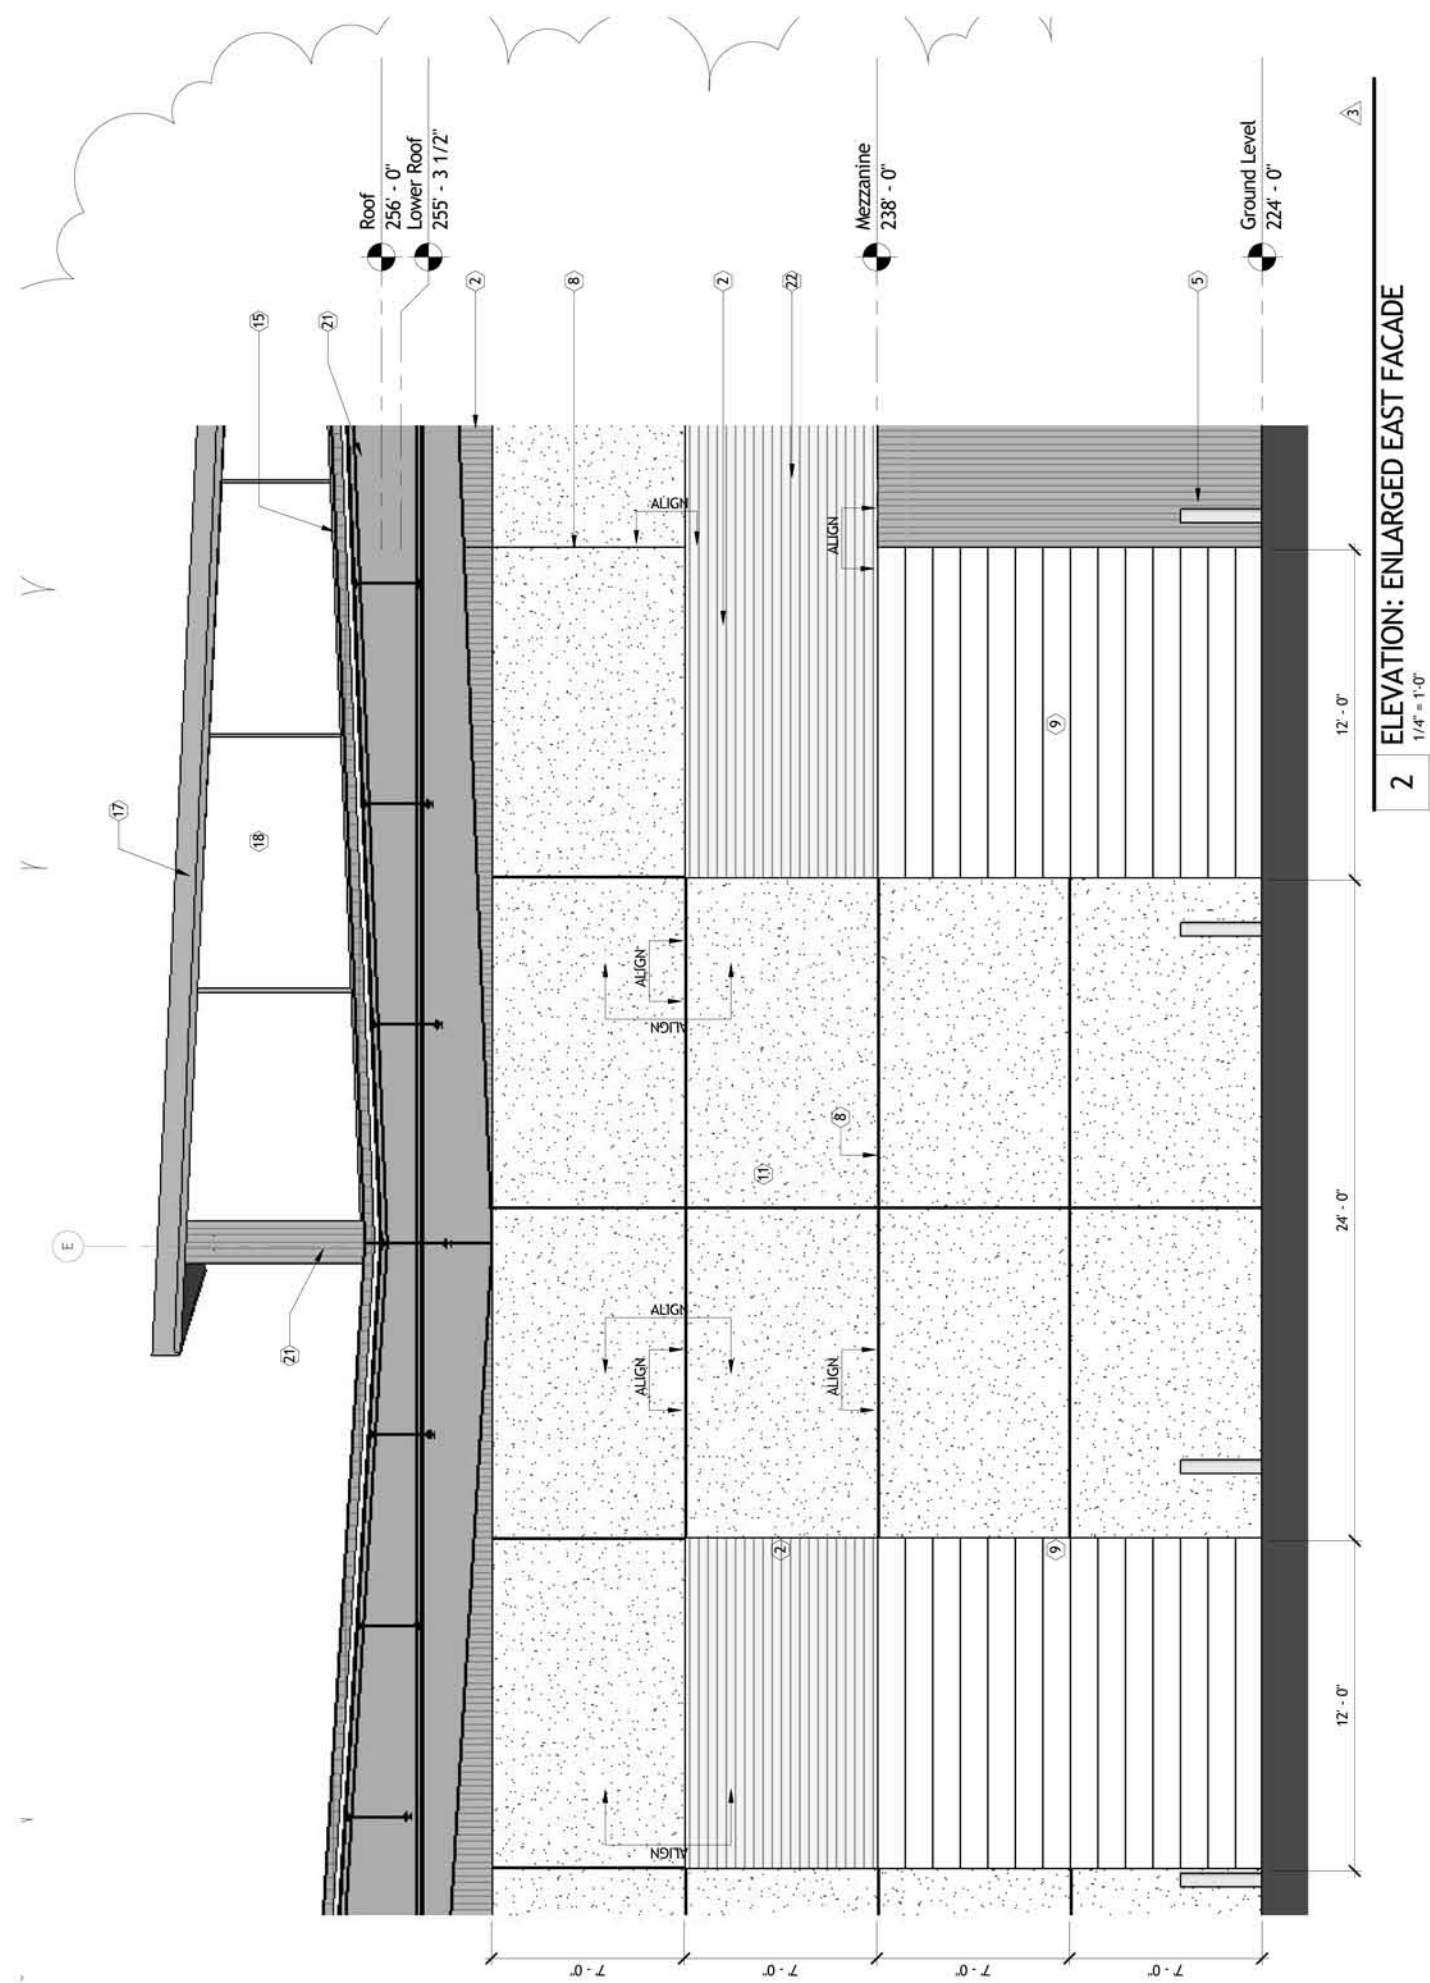 E
17
18
15
21
21
Roof
256' - 0"
Lower Roof
255' - 3 1/2"
2
8
ALIGN
ALIGN
ALIGN
ALIGN
ALIGN
ALIGN
2
22
11
2
Mezzanine
238' - 0"
8
ALIGN
ALIGN
9
9
5
Ground Level
224' - 0"
7' - 0"
7' - 0"
7' - 0"
7' - 0"
12' - 0"
24' - 0"
12' - 0"
3
2
ELEVATION: ENLARGED EAST FACADE
1/4" = 1'-0"